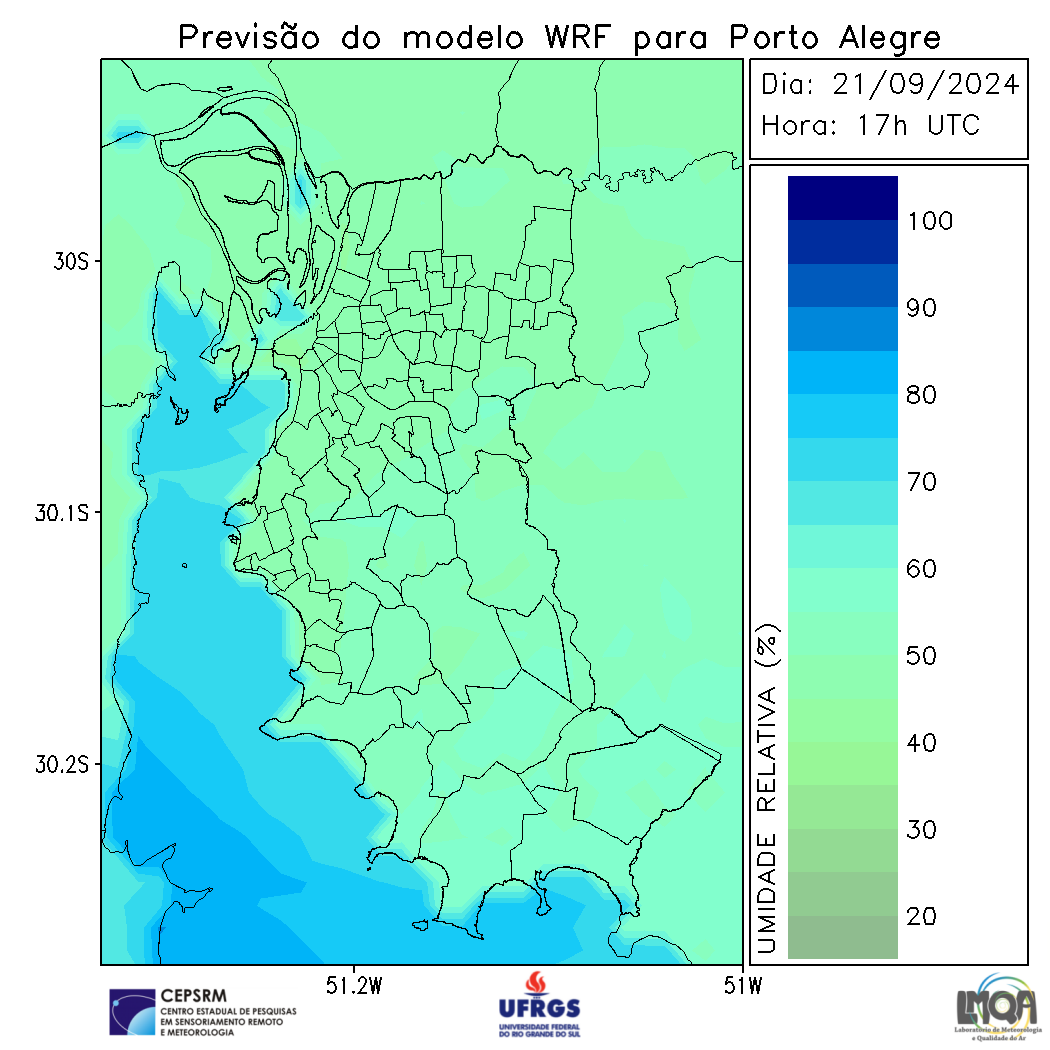 Previsão do modelo WRF para Porto Alegre
Dia: 21/09/2024
Hora: 17h UTC
30S
30.1S
30.2S
51.2W
51W
100
90
80
70
60
50
40
30
20
UMIDADE RELATIVA (%)
CEPSRM
CENTRO ESTADUAL DE PESQUISAS
EM SENSORIAMENTO REMOTO
E METEOROLOGIA
UFRGS
UNIVERSIDADE FEDERAL
DO RIO GRANDE DO SUL
LMQA
Laboratório de Meteorologia
e Qualidade do Ar